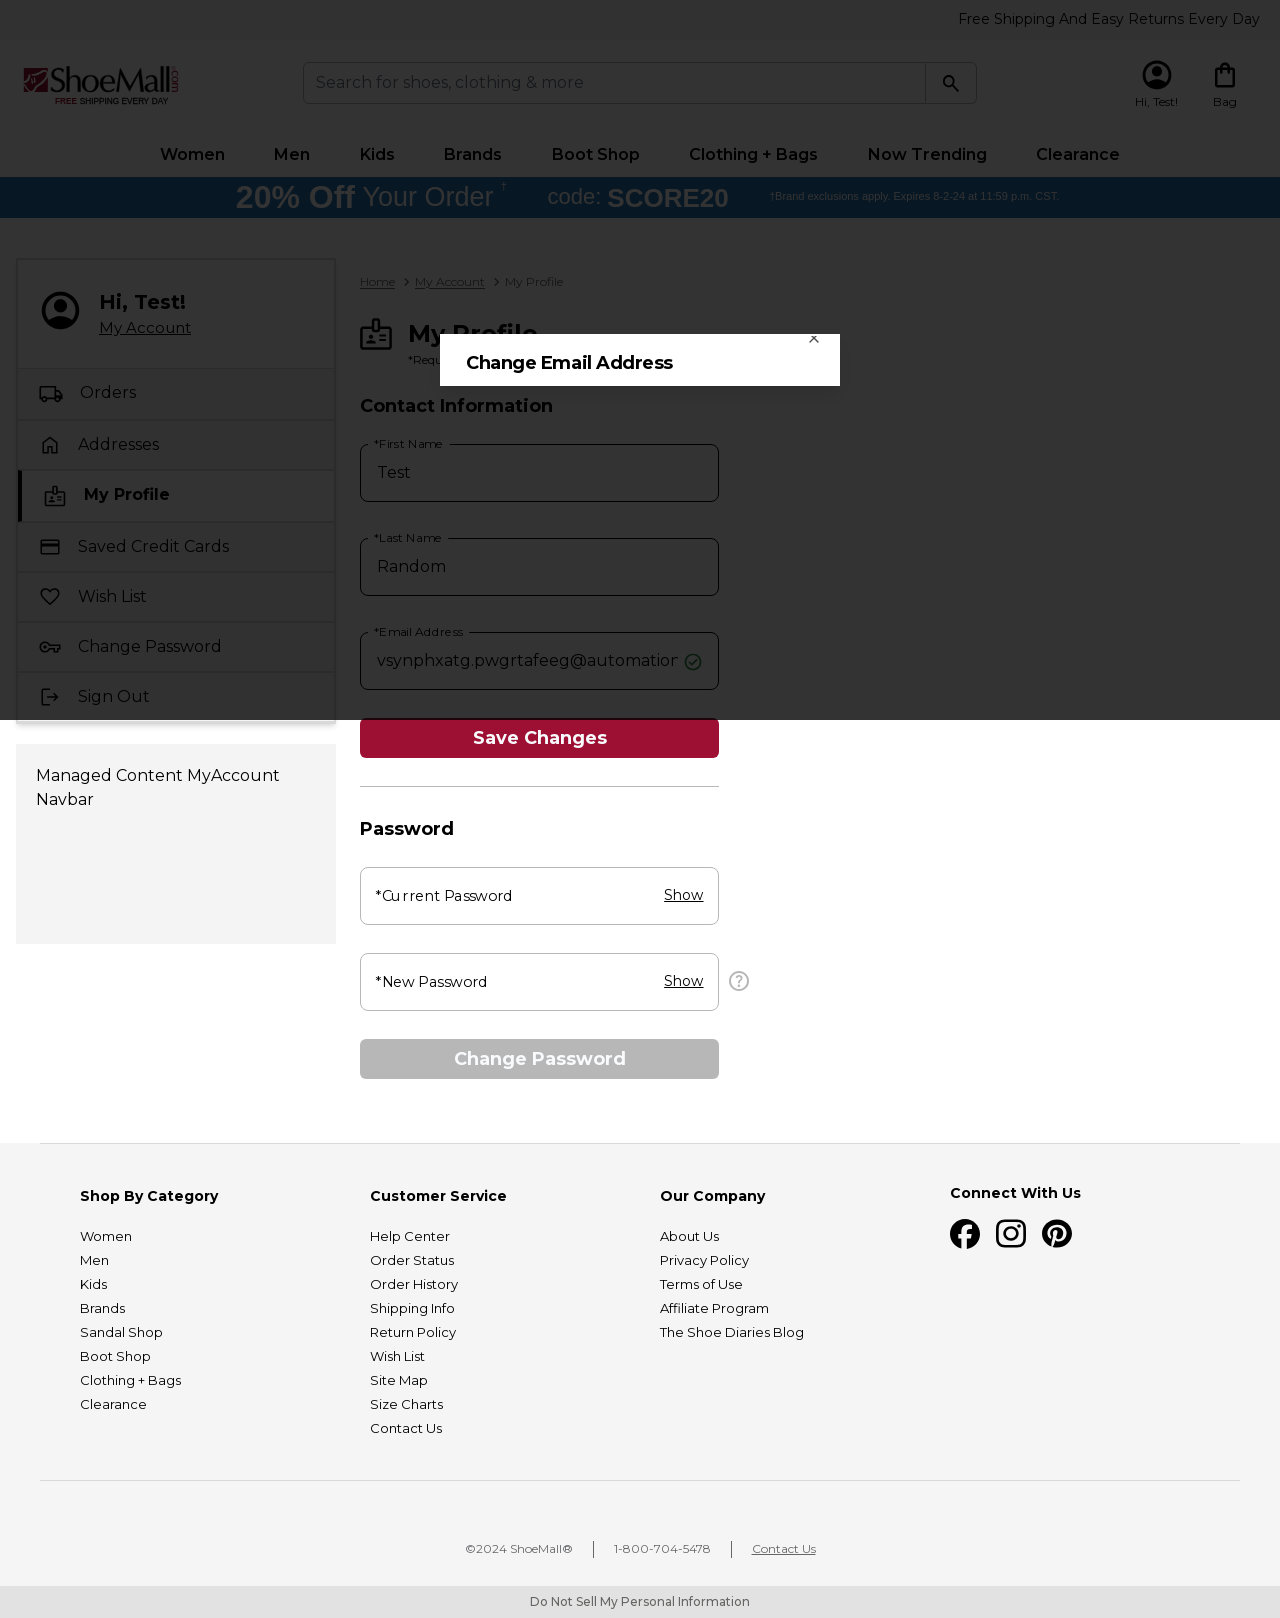 Free Shipping And Easy Returns Every Day
ShoeMall.com
FREE SHIPPING EVERY DAY
Search for shoes, clothing & more
Hi, Test!
Bag
Women Men Kids Brands Boot Shop Clothing + Bags Now Trending Clearance
20% Off Your Order † code: SCORE20 †Brand exclusions apply. Expires 8-2-24 at 11:59 p.m. CST.
Hi, Test!
My Account
Orders
Addresses
My Profile
Saved Credit Cards
Wish List
Change Password
Sign Out
Managed Content MyAccount
Navbar
Home My Account My Profile
My Profile
Change Email Address
Contact Information
*First Name
Test
*Last Name
Random
*Email Address
vsynphxatg.pwgrtafeeg@automation
Save Changes
Password
*Current Password Show
*New Password Show
Change Password
Shop By Category
Women
Men
Kids
Brands
Sandal Shop
Boot Shop
Clothing + Bags
Clearance
Customer Service
Help Center
Order Status
Order History
Shipping Info
Return Policy
Wish List
Site Map
Size Charts
Contact Us
Our Company
About Us
Privacy Policy
Terms of Use
Affiliate Program
The Shoe Diaries Blog
Connect With Us
©2024 ShoeMall® 1-800-704-5478 Contact Us
Do Not Sell My Personal Information